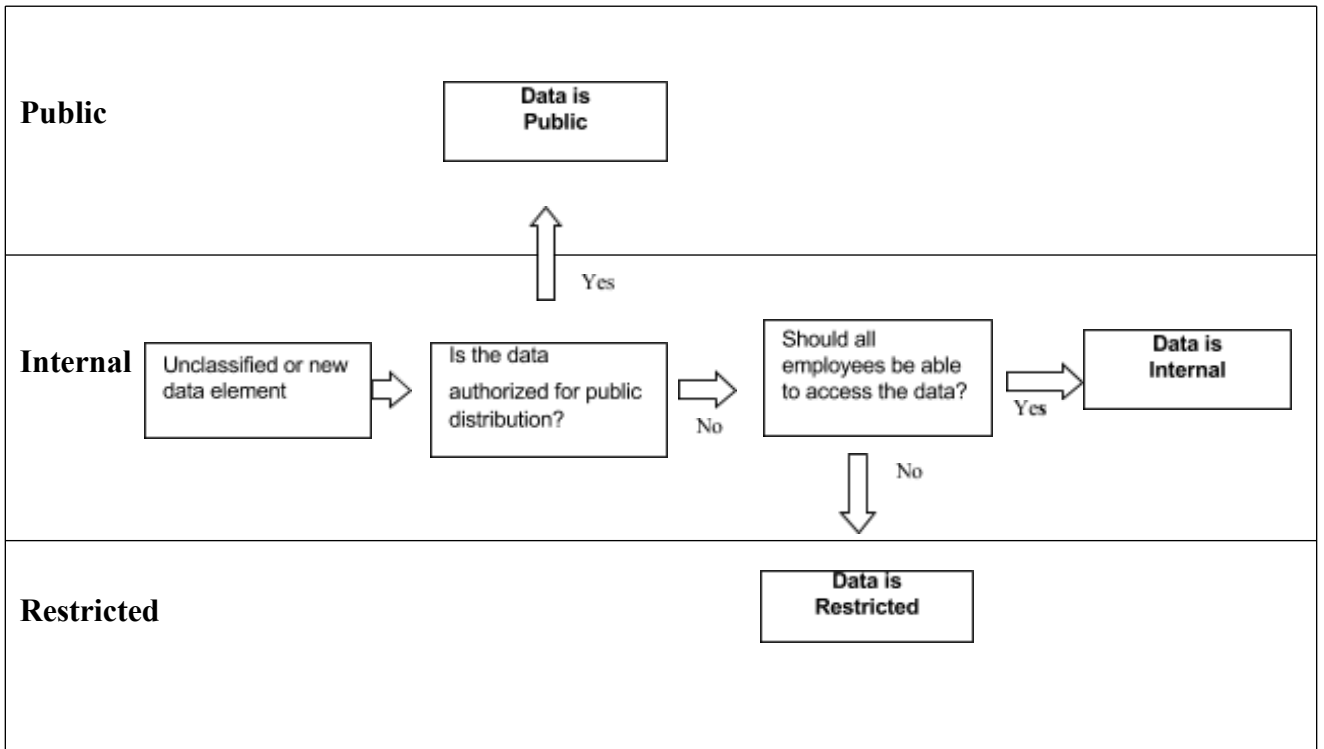 Public
Data is
Public
Yes
Internal
Unclassified or new
data element
Is the data
authorized for public
distribution?
No
Should all
employees be able
to access the data?
Yes
Data is
Internal
No
Restricted
Data is
Restricted